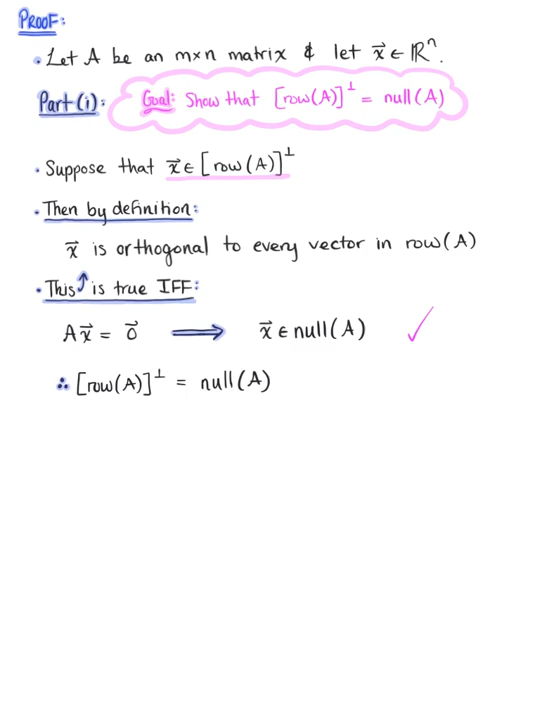 PROOF:
• Let A be an m×n matrix & let x⃗ ∈ ℝⁿ.
Part (i): Goal: Show that [row(A)]^⊥ = null(A)
• Suppose that x⃗ ∈ [row(A)]^⊥
• Then by definition:
x⃗ is orthogonal to every vector in row(A)
• This ↑ is true IFF:
Ax⃗ = 0⃗ ⟹ x⃗ ∈ null(A) ✓
∴ [row(A)]^⊥ = null(A)